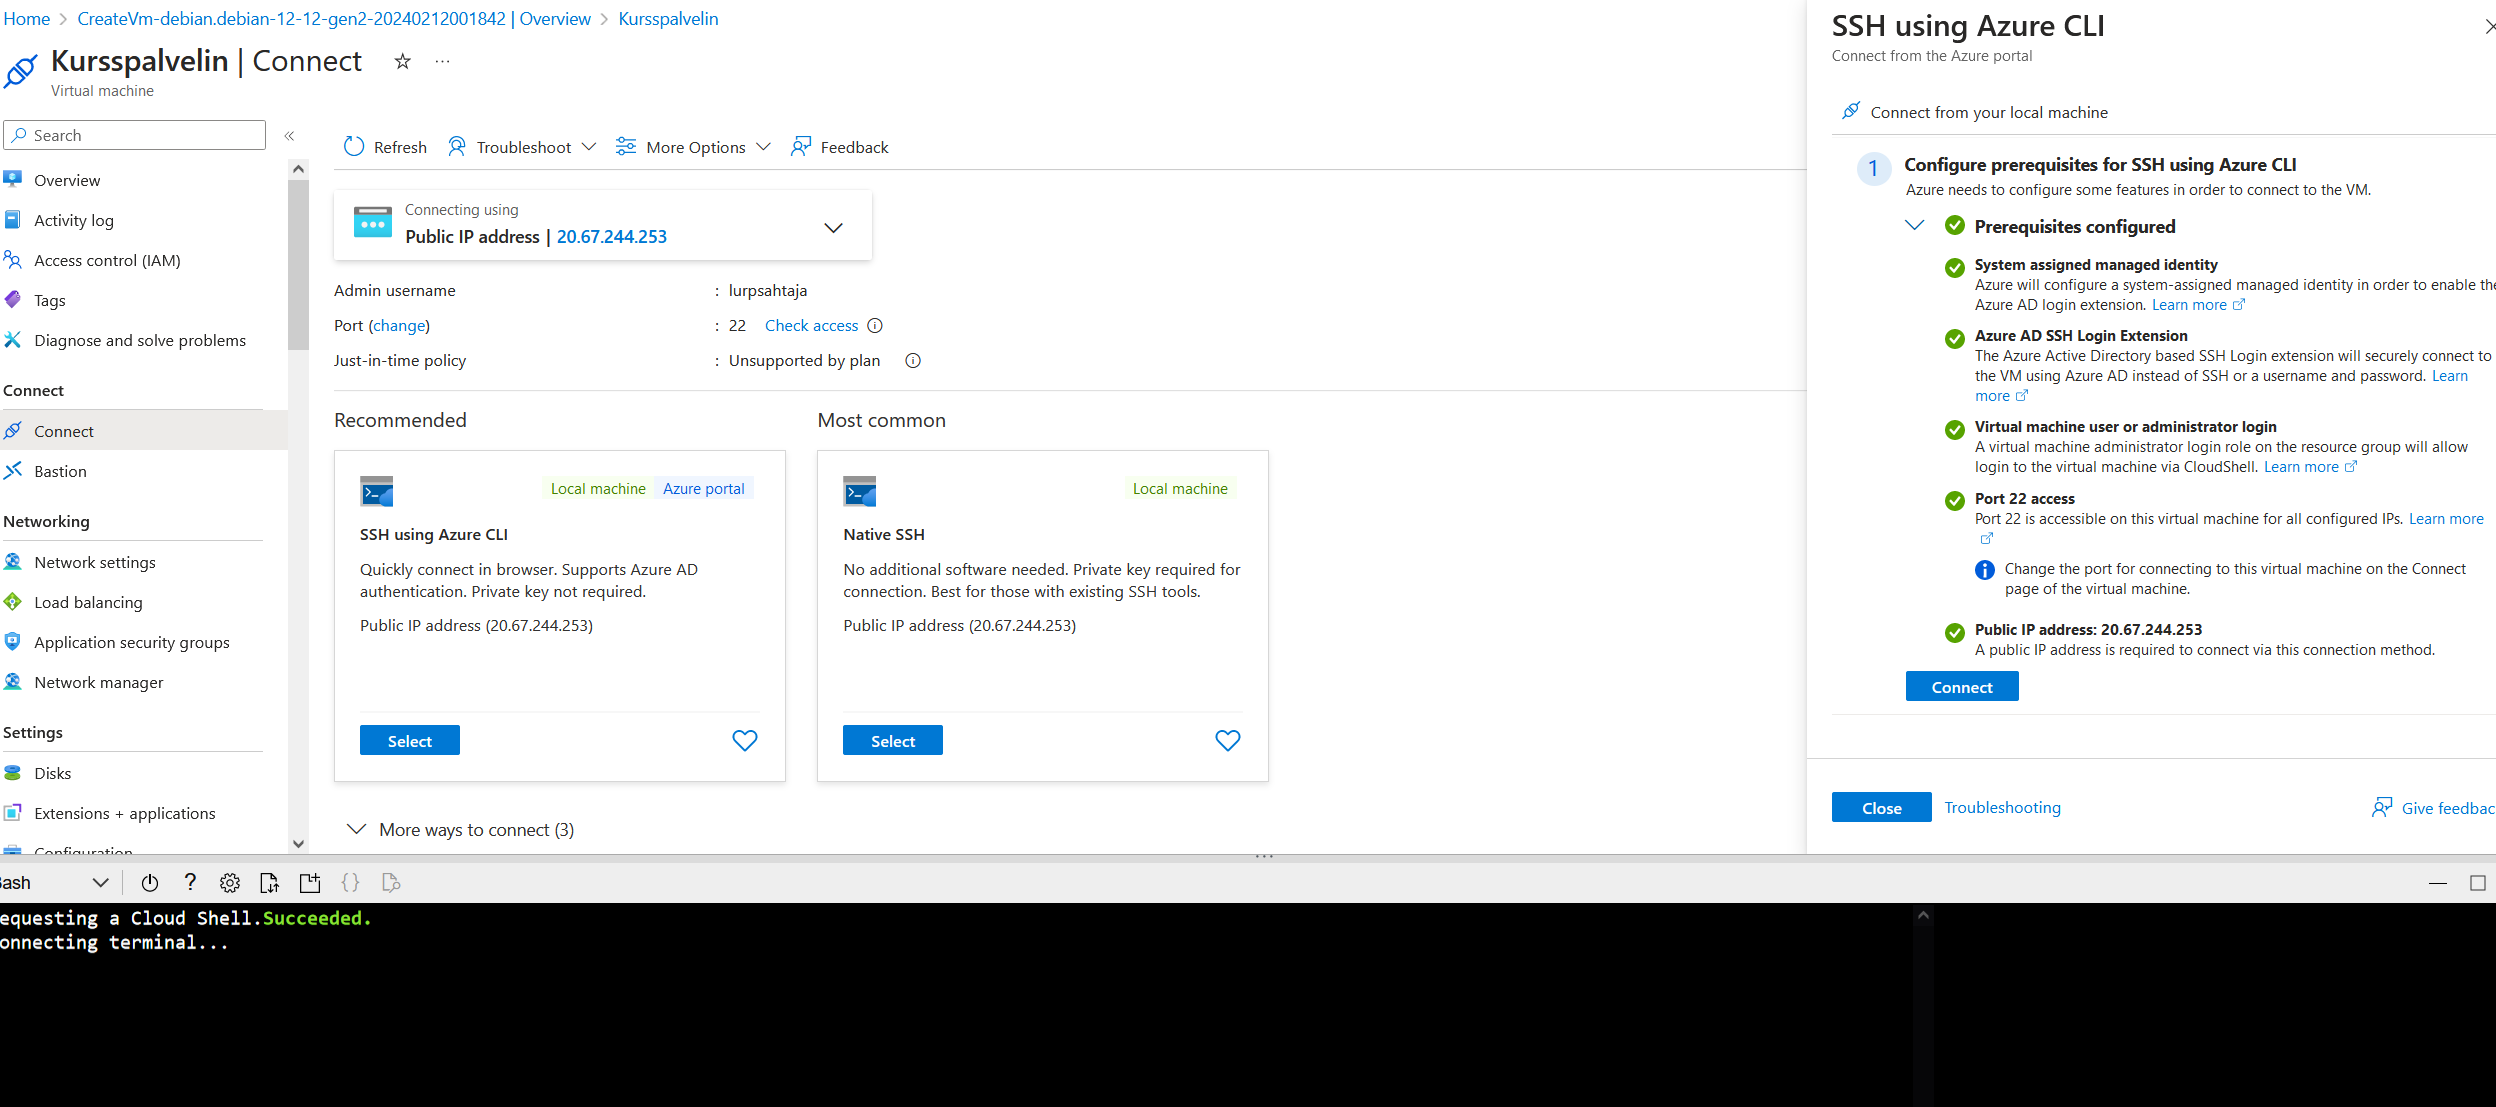 Home > CreateVm-debian.debian-12-12-gen2-20240212001842 | Overview > Kursspalvelin
Kursspalvelin | Connect
Virtual machine
Search
Overview
Activity log
Access control (IAM)
Tags
Diagnose and solve problems
Connect
Connect
Bastion
Networking
Network settings
Load balancing
Application security groups
Network manager
Settings
Disks
Extensions + applications
Configuration
Refresh
Troubleshoot
More Options
Feedback
Connecting using
Public IP address | 20.67.244.253
Admin username : lurpsahtaja
Port (change) : 22 Check access
Just-in-time policy : Unsupported by plan
Recommended
Local machine Azure portal
SSH using Azure CLI
Quickly connect in browser. Supports Azure AD
authentication. Private key not required.
Public IP address (20.67.244.253)
Select
Most common
Local machine
Native SSH
No additional software needed. Private key required for
connection. Best for those with existing SSH tools.
Public IP address (20.67.244.253)
Select
More ways to connect (3)
SSH using Azure CLI
Connect from the Azure portal
Connect from your local machine
1 Configure prerequisites for SSH using Azure CLI
Azure needs to configure some features in order to connect to the VM.
Prerequisites configured
System assigned managed identity
Azure will configure a system-assigned managed identity in order to enable the
Azure AD login extension. Learn more
Azure AD SSH Login Extension
The Azure Active Directory based SSH Login extension will securely connect to
the VM using Azure AD instead of SSH or a username and password. Learn
more
Virtual machine user or administrator login
A virtual machine administrator login role on the resource group will allow
login to the virtual machine via CloudShell. Learn more
Port 22 access
Port 22 is accessible on this virtual machine for all configured IPs. Learn more
Change the port for connecting to this virtual machine on the Connect
page of the virtual machine.
Public IP address: 20.67.244.253
A public IP address is required to connect via this connection method.
Connect
Close
Troubleshooting
Give feedbac
ash
equesting a Cloud Shell.Succeeded.
onnecting terminal...